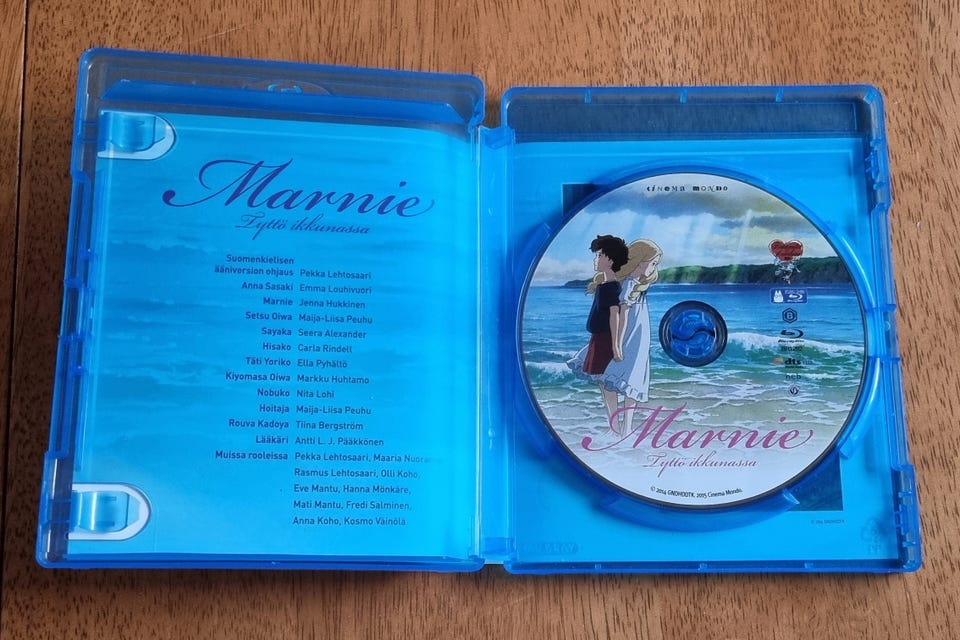 Marnie
Tyttö ikkunassa
Suomenkielisen
ääniversion ohjaus Pekka Lehtosaari
Anna Sasaki Emma Louhivuori
Marnie Jenna Hukkinen
Setsu Oiwa Maija-Liisa Peuhu
Sayaka Seera Alexander
Hisako Carla Rindell
Täti Yoriko Ella Pyhältö
Kiyomasa Oiwa Markku Huhtamo
Nobuko Nita Lohi
Hoitaja Maija-Liisa Peuhu
Rouva Kadoya Tiina Bergström
Lääkäri Antti L. J. Pääkkönen
Muissa rooleissa Pekka Lehtosaari, Maaria
Rasmus Lehtosaari, Olli Koho,
Eve Mantu, Hanna Mönkäre,
Mati Mantu, Fredi Salminen,
Anna Koho, Kosmo Väinölä
CINEMA MONDO
B
dts
ncb
Marnie
Tyttö ikkunassa
© 2014 GNDHDDTK. 2015 Cinema Mondo.